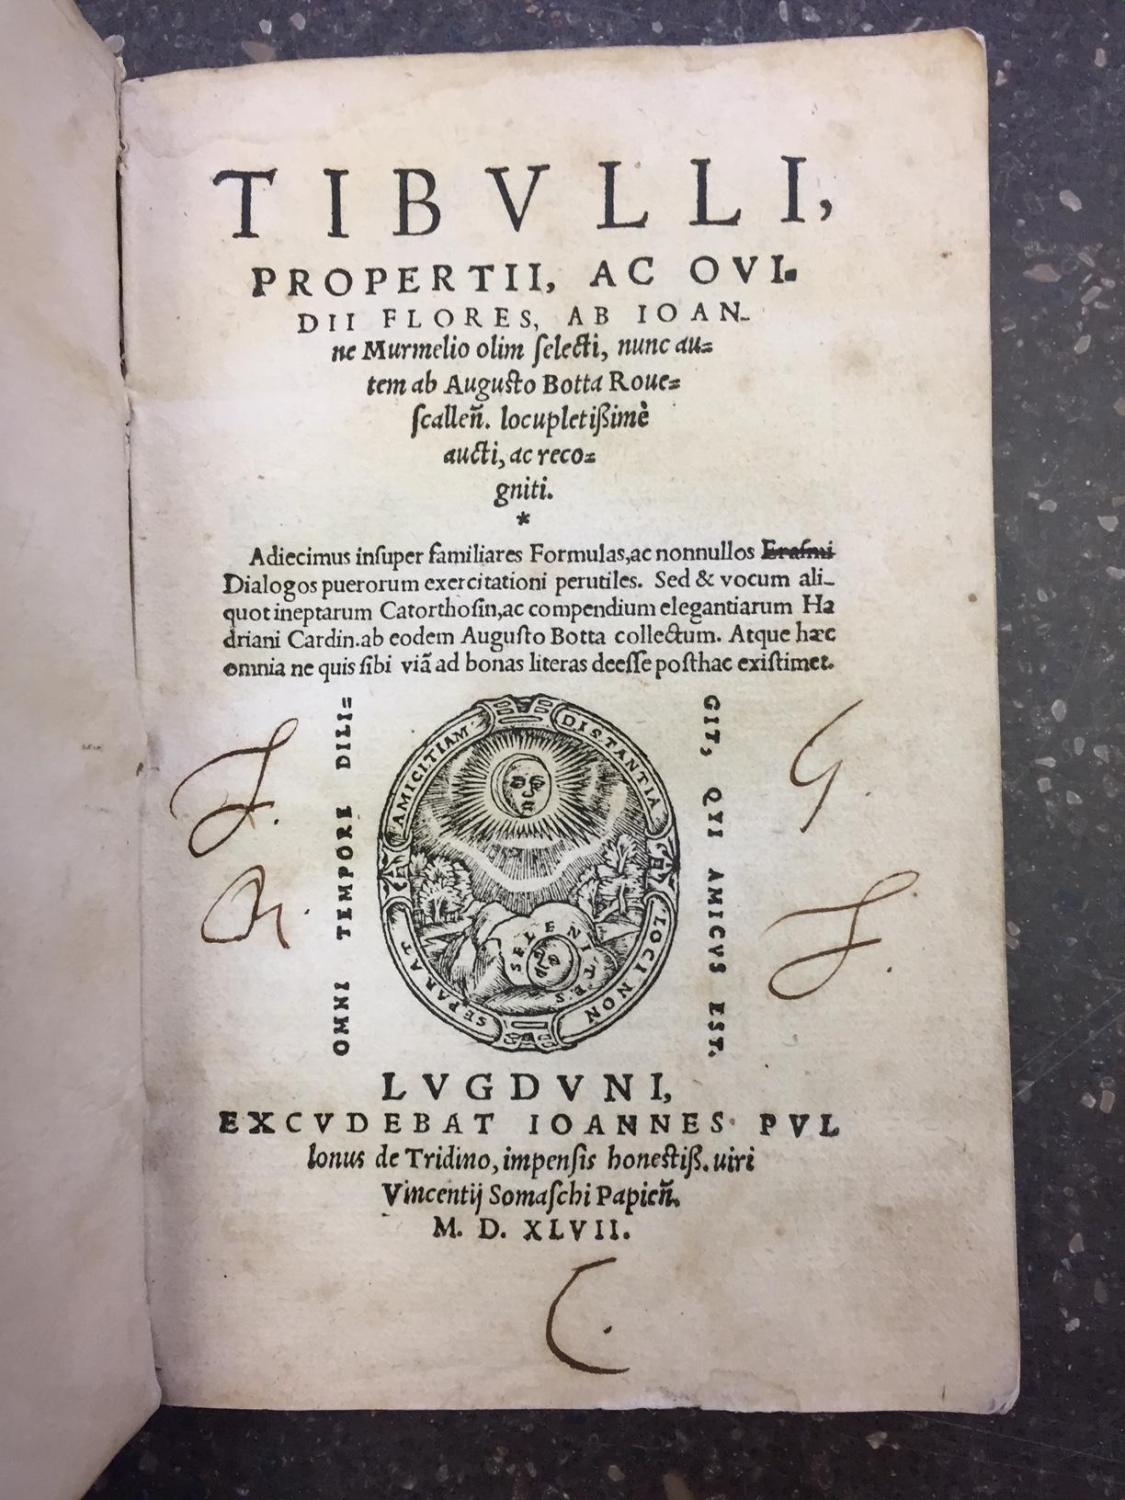 TIBVLLI,
PROPERTII, AC OVI-
DII FLORES, AB IOAN-
ne Murmelio olim ſelecti, nunc au=
tem ab Auguſto Botta Roue=
ſcalleñ. locupletißimè
aucti, ac reco=
gniti.
*
Adiecimus inſuper familiares Formulas, ac nonnullos Eraſmi
Dialogos puerorum exercitationi perutiles. Sed & vocum ali-
quot ineptarum Catorthoſin, ac compendium elegantiarum Ha
driani Cardin. ab eodem Auguſto Botta collectum. Atque hæc
omnia ne quis ſibi viã ad bonas literas deeſſe poſthac exiſtimet.
OMNI TEMPORE DILI=
GIT, QVI AMICVS EST.
AMICITIAM
DISTANTIA
LOCI NON
SEPARAT
SELENITES
G.
LVGDVNI,
EXCVDEBAT IOANNES PVL
lonus de Tridino, impenſis honeſtiß. uiri
Vincentij Somaſchi Papieñ.
M. D. XLVII.
C.